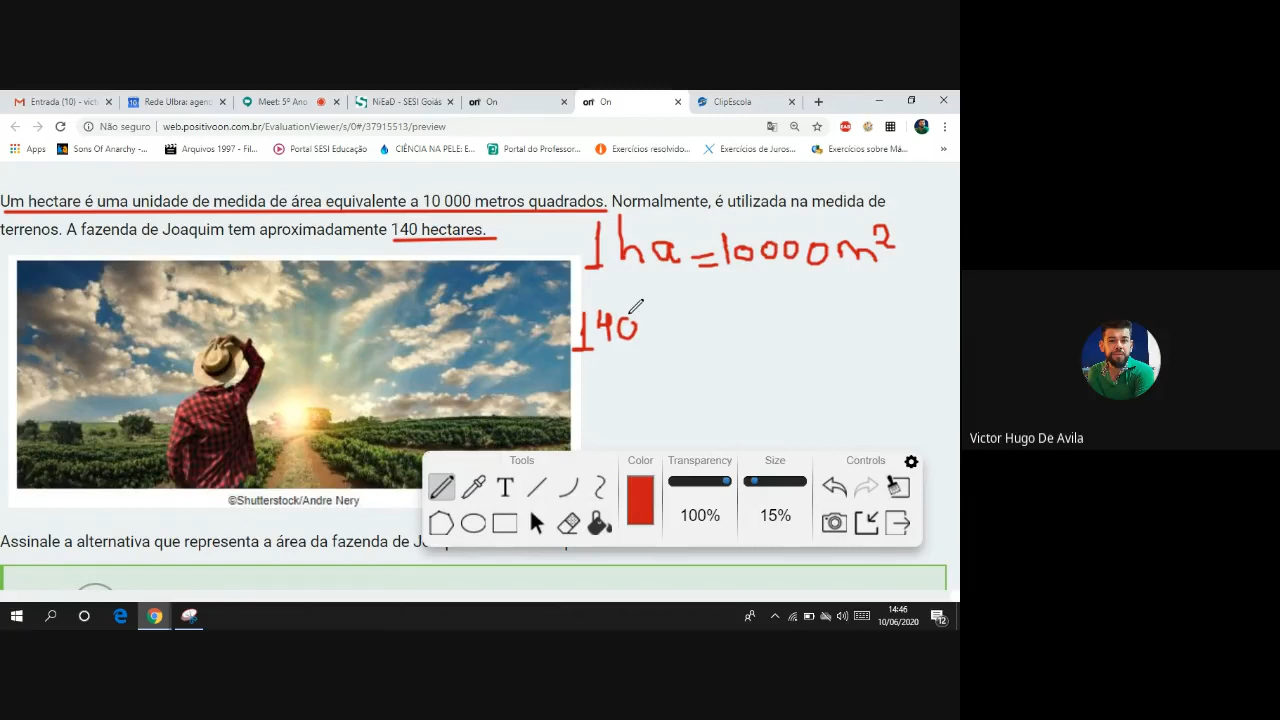 Entrada (10) - vict
Rede Ulbra: agen
Meet: 5º Ano
NiEaD - SESI Goiás
On
On
ClipEscola
Não seguro
web.positivoon.com.br/EvaluationViewer/s/0#/37915513/preview
Apps
Sons Of Anarchy -...
Arquivos 1997 - Fil...
Portal SESI Educação
CIÊNCIA NA PELE: E...
Portal do Professor...
Exercícios resolvido...
Exercícios de Juros...
Exercícios sobre Má...
»
Um hectare é uma unidade de medida de área equivalente a 10 000 metros quadrados. Normalmente, é utilizada na medida de
terrenos. A fazenda de Joaquim tem aproximadamente 140 hectares.
1 ha = 10000 m²
140
©Shutterstock/Andre Nery
Tools
Color
Transparency
Size
Controls
T
100%
15%
Assinale a alternativa que representa a área da fazenda de
Victor Hugo De Avila
14:46
10/06/2020
12